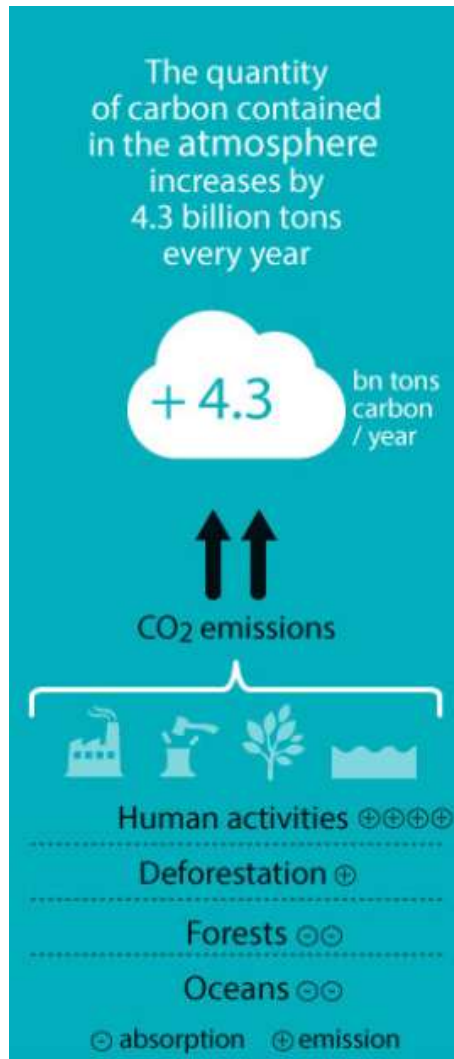 The quantity
of carbon contained
in the atmosphere
increases by
4.3 billion tons
every year
+ 4.3
bn tons
carbon
/ year
CO₂ emissions
Human activities ⊕⊕⊕⊕
Deforestation ⊕
Forests ⊖⊖
Oceans ⊖⊖
⊖ absorption ⊕ emission